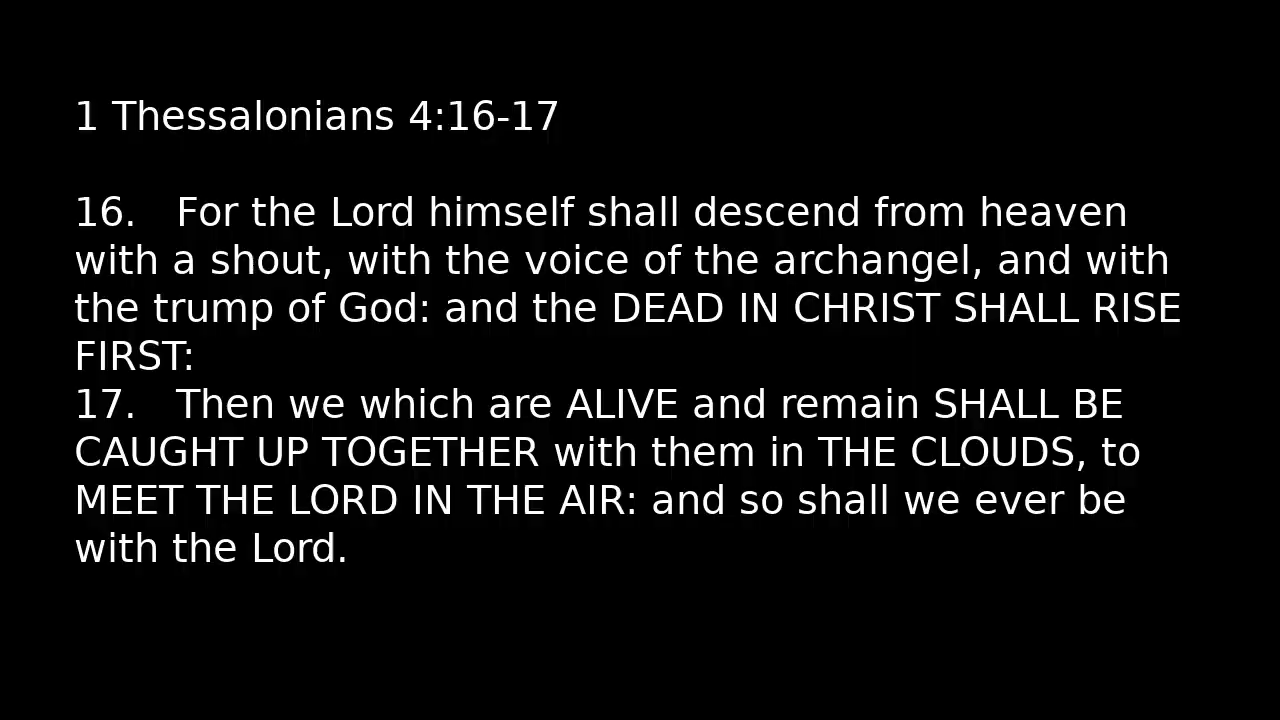 1 Thessalonians 4:16-17
16.   For the Lord himself shall descend from heaven
with a shout, with the voice of the archangel, and with
the trump of God: and the DEAD IN CHRIST SHALL RISE
FIRST:
17.   Then we which are ALIVE and remain SHALL BE
CAUGHT UP TOGETHER with them in THE CLOUDS, to
MEET THE LORD IN THE AIR: and so shall we ever be
with the Lord.